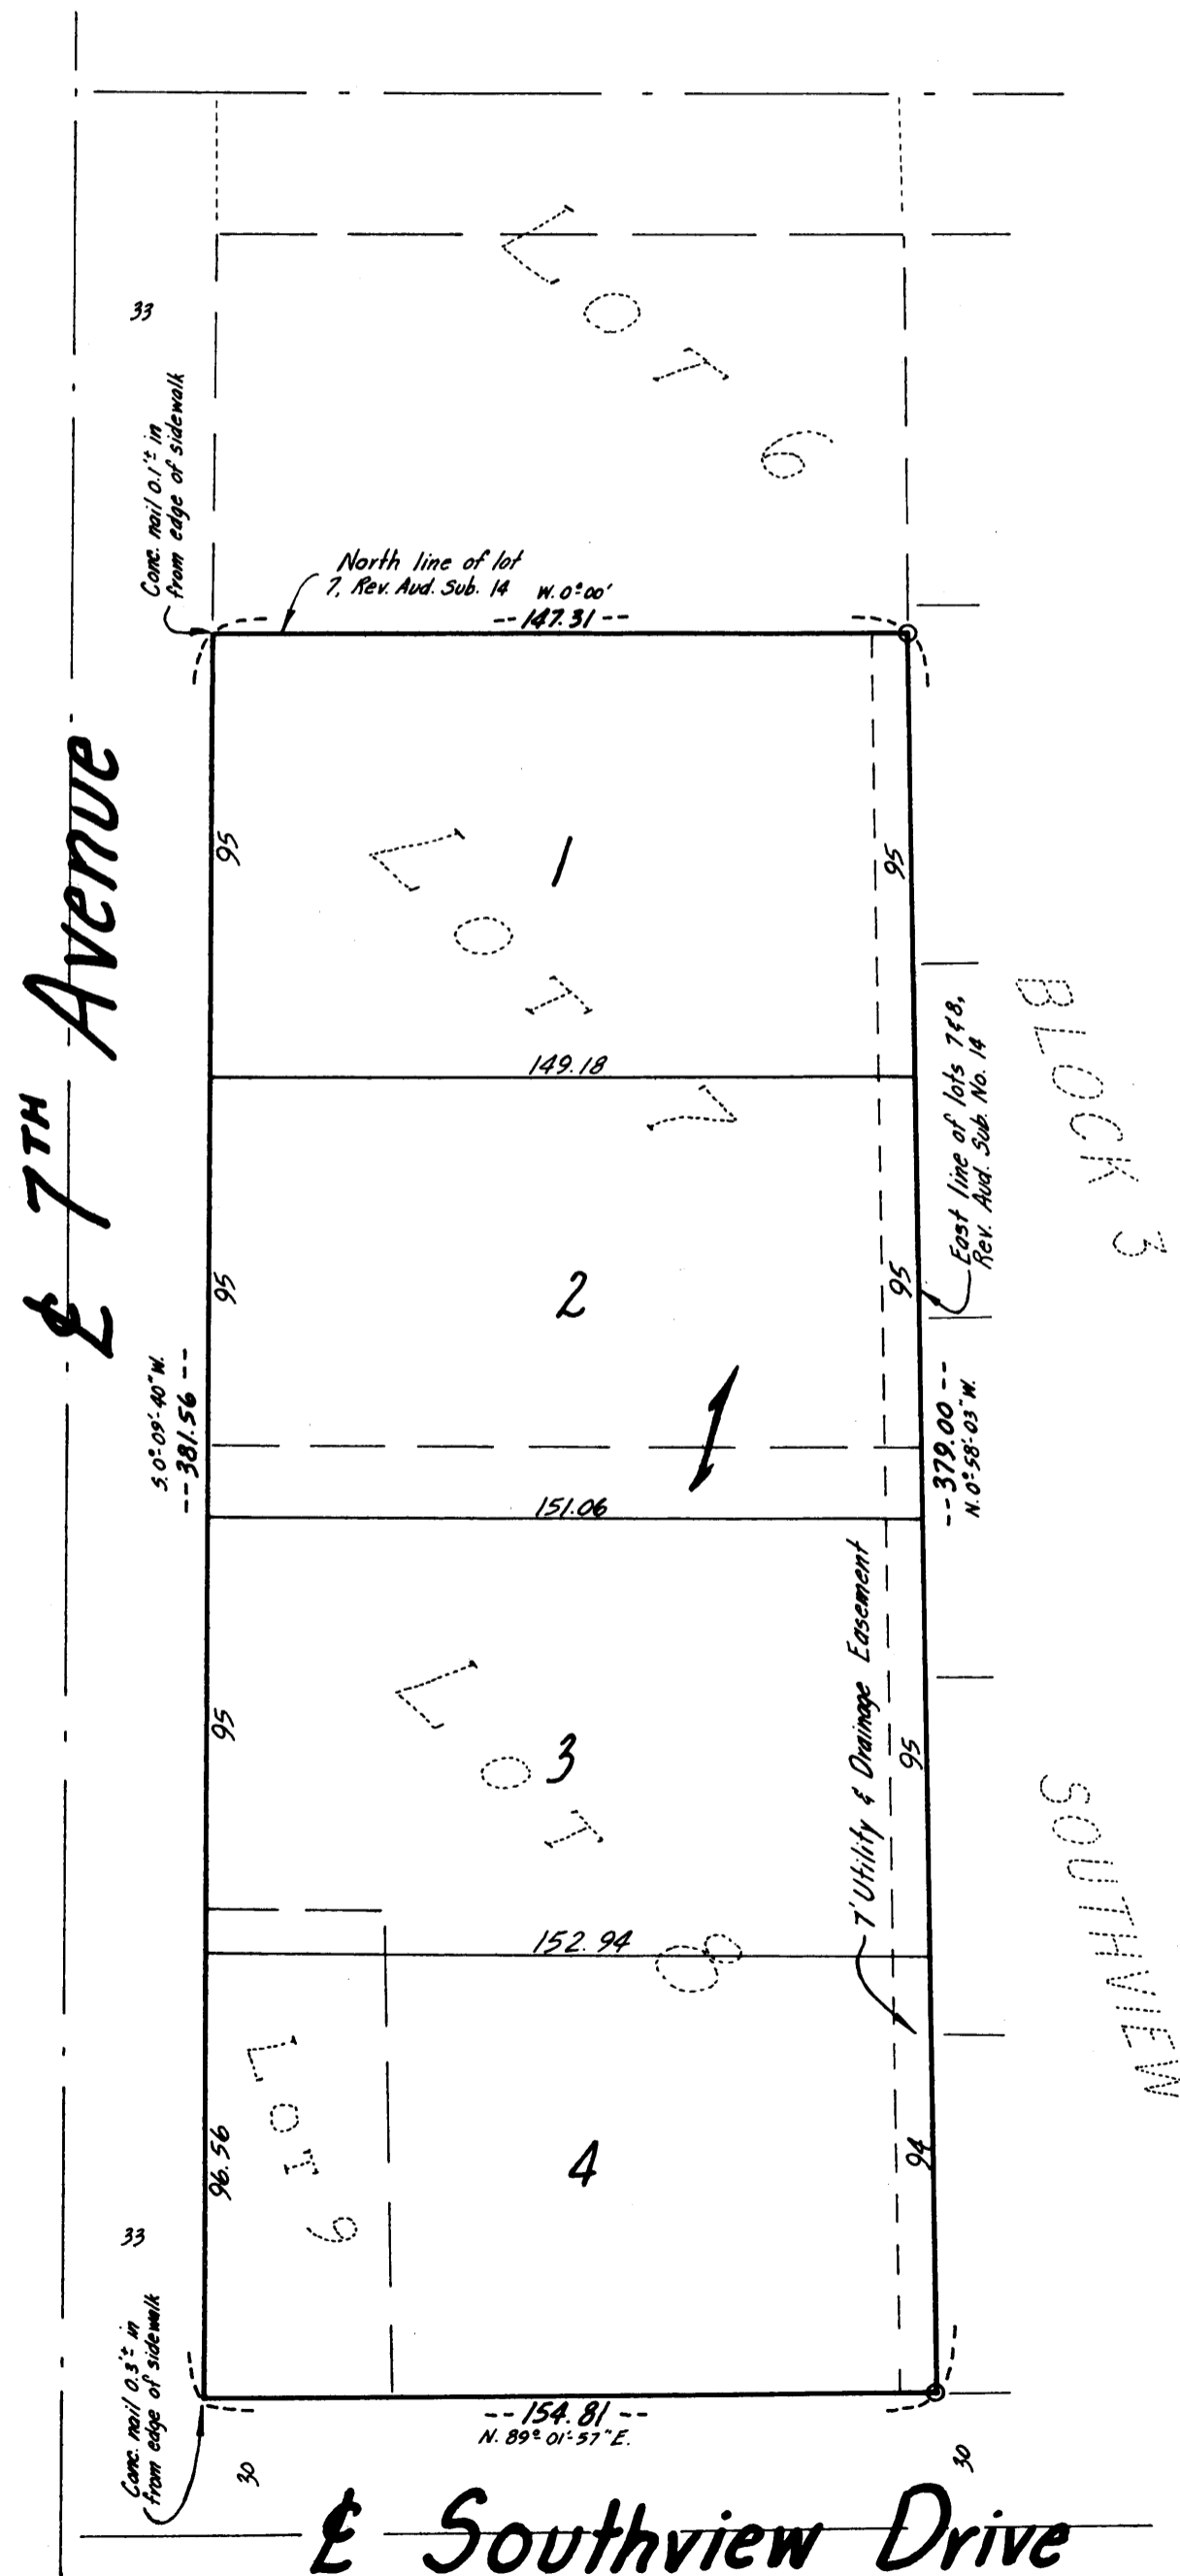 LOT 6
33
Conc. nail 0.1'± in
from edge of sidewalk
North line of lot
7, Rev. Aud. Sub. 14
W. 0°00'
--147.31--
℄ 7TH Avenue
95
1
95
LOT 7
149.18
BLOCK 3
East line of lots 7&8,
Rev. Aud. Sub. No. 14
95
2
95
S.0°-09'-40"W.
--381.56--
1
--379.00--
N.0°58'-03"W.
151.06
7' Utility & Drainage Easement
LOT 8
95
3
95
SOUTHVIEW
152.94
LOT 9
96.56
4
94
33
Conc. nail 0.3'± in
from edge of sidewalk
--154.81--
N. 89°-01'-57"E.
30
30
℄ Southview Drive